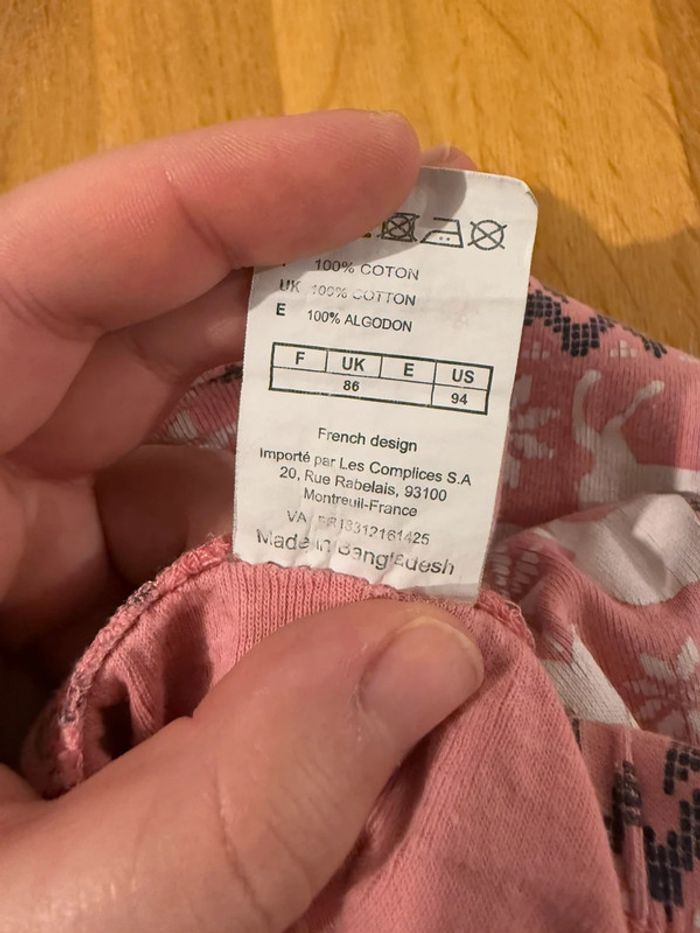 100% COTON
UK 100% COTTON
E 100% ALGODON
F UK E US
86 94
French design
Importé par Les Complices S.A
20, Rue Rabelais, 93100
Montreuil-France
VA
Made in Bangladesh